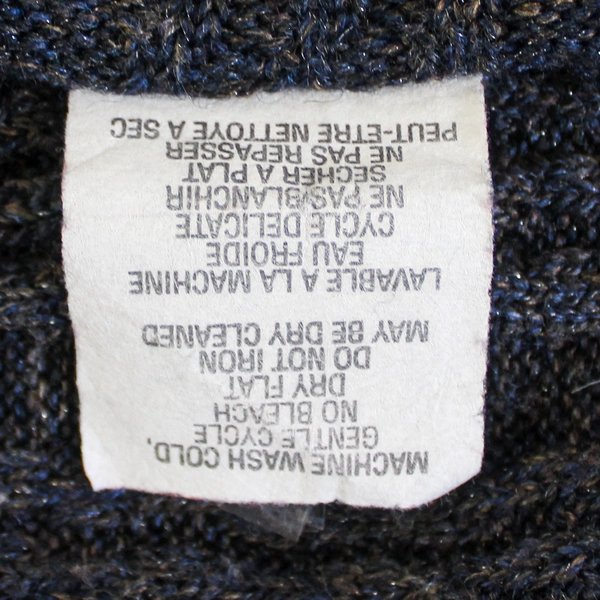 MACHINE WASH COLD,
GENTLE CYCLE
NO BLEACH
DRY FLAT
DO NOT IRON
MAY BE DRY CLEANED
LAVABLE A LA MACHINE
EAU FROIDE
CYCLE DELICATE
NE PAS BLANCHIR
SECHER A PLAT
NE PAS REPASSER
PEUT-ETRE NETTOYE A SEC